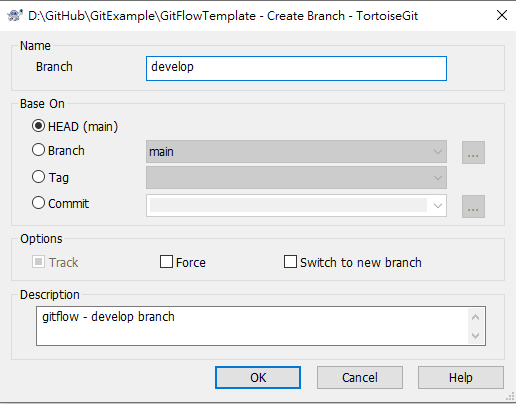 D:\GitHub\GitExample\GitFlowTemplate - Create Branch - TortoiseGit
Name
Branch
develop
Base On
HEAD (main)
Branch
main
...
Tag
Commit
...
Options
Track
Force
Switch to new branch
Description
gitflow - develop branch
OK
Cancel
Help